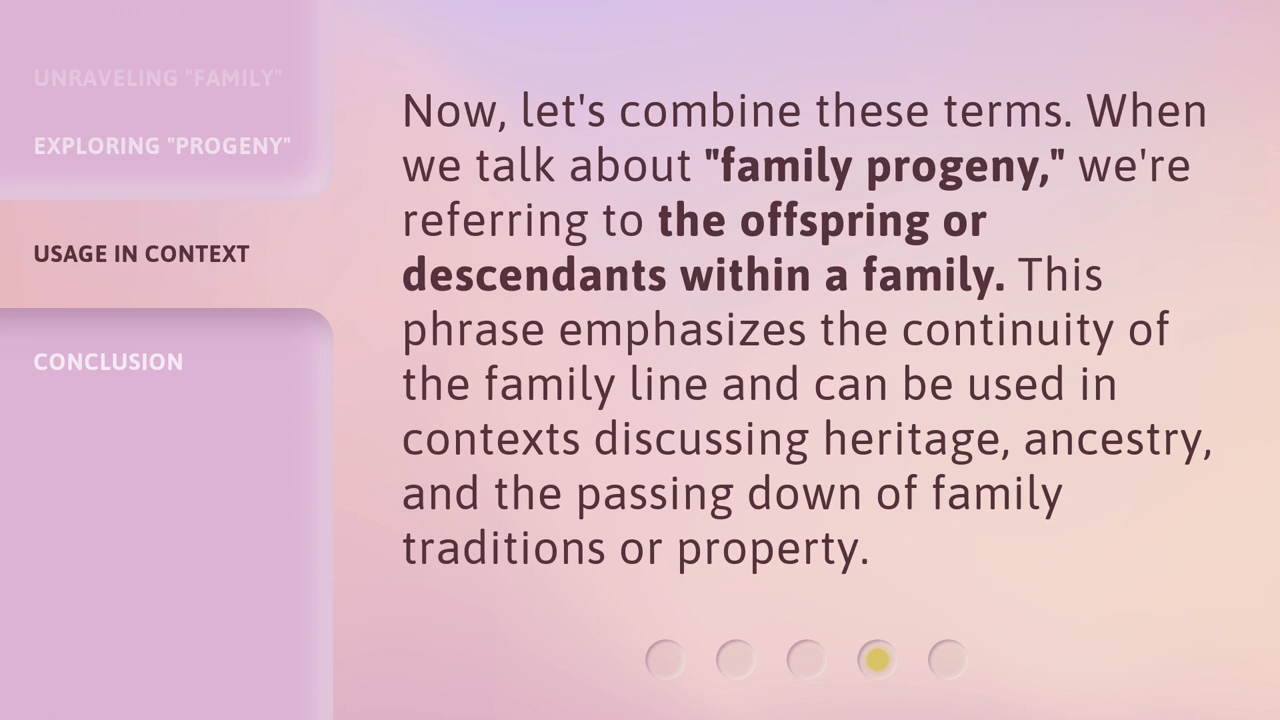 UNRAVELING "FAMILY"
EXPLORING "PROGENY"
USAGE IN CONTEXT
CONCLUSION
Now, let's combine these terms. When
we talk about "family progeny," we're
referring to the offspring or
descendants within a family. This
phrase emphasizes the continuity of
the family line and can be used in
contexts discussing heritage, ancestry,
and the passing down of family
traditions or property.